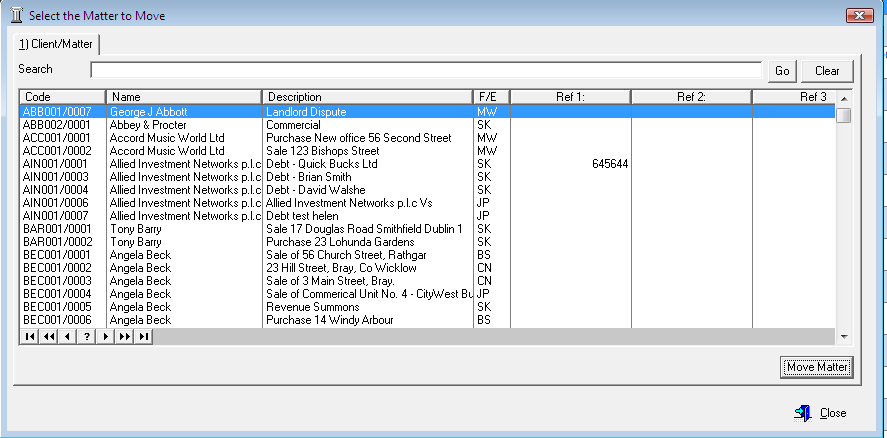 Select the Matter to Move
1) Client/Matter
Search Go Clear
Code Name Description F/E Ref 1: Ref 2: Ref 3
ABB001/0007 George J Abbott Landlord Dispute MW
ABB002/0001 Abbey & Procter Commercial SK
ACC001/0001 Accord Music World Ltd Purchase New office 56 Second Street MW
ACC001/0002 Accord Music World Ltd Sale 123 Bishops Street MW
AIN001/0001 Allied Investment Networks p.l.c Debt - Quick Bucks Ltd SK 645644
AIN001/0003 Allied Investment Networks p.l.c Debt - Brian Smith SK
AIN001/0004 Allied Investment Networks p.l.c Debt - David Walshe SK
AIN001/0006 Allied Investment Networks p.l.c Allied Investment Networks p.l.c Vs JP
AIN001/0007 Allied Investment Networks p.l.c Debt test helen JP
BAR001/0001 Tony Barry Sale 17 Douglas Road Smithfield Dublin 1 SK
BAR001/0002 Tony Barry Purchase 23 Lohunda Gardens SK
BEC001/0001 Angela Beck Sale of 56 Church Street, Rathgar BS
BEC001/0002 Angela Beck 23 Hill Street, Bray, Co Wicklow CN
BEC001/0003 Angela Beck Sale of 3 Main Street, Bray. CN
BEC001/0004 Angela Beck Sale of Commerical Unit No. 4 - CityWest Bu JP
BEC001/0005 Angela Beck Revenue Summons SK
BEC001/0006 Angela Beck Purchase 14 Windy Arbour BS
?
Move Matter
Close